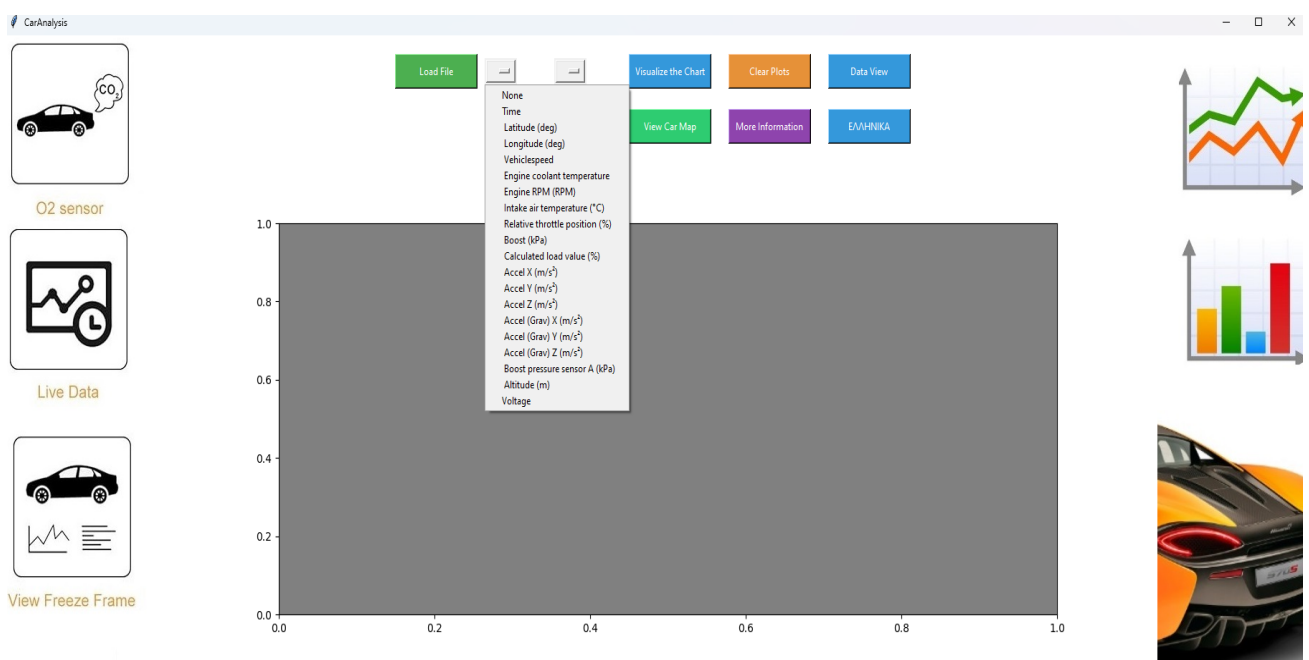 CarAnalysis
CO2
O2 sensor
Live Data
View Freeze Frame
Load File
Visualize the Chart
Clear Plots
Data View
View Car Map
More Information
ΕΛΛΗΝΙΚΑ
None
Time
Latitude (deg)
Longitude (deg)
Vehiclespeed
Engine coolant temperature
Engine RPM (RPM)
Intake air temperature (°C)
Relative throttle position (%)
Boost (kPa)
Calculated load value (%)
Accel X (m/s²)
Accel Y (m/s²)
Accel Z (m/s²)
Accel (Grav) X (m/s²)
Accel (Grav) Y (m/s²)
Accel (Grav) Z (m/s²)
Boost pressure sensor A (kPa)
Altitude (m)
Voltage
1.0
0.8
0.6
0.4
0.2
0.0
0.0 0.2 0.4 0.6 0.8 1.0
570S